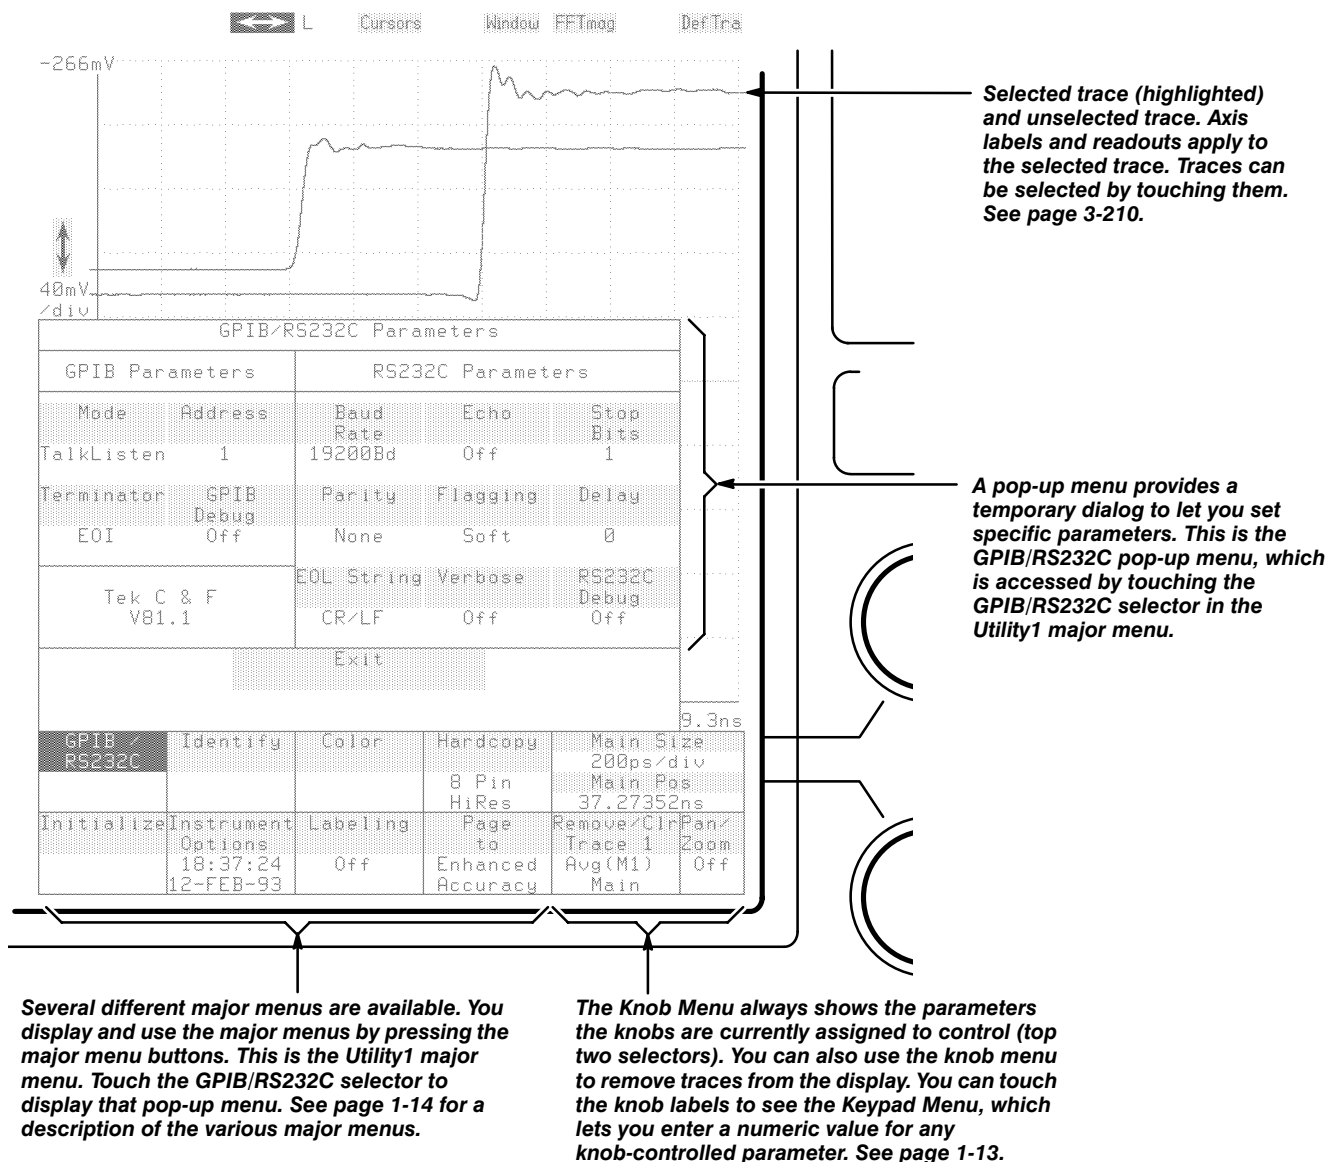 L Cursors Window FFTmag DefTra
-266mV
40mV
/div
Selected trace (highlighted)
and unselected trace. Axis
labels and readouts apply to
the selected trace. Traces can
be selected by touching them.
See page 3-210.
GPIB/RS232C Parameters
GPIB Parameters RS232C Parameters
Mode Address Baud Echo Stop
Rate Bits
TalkListen 1 19200Bd Off 1
Terminator GPIB Parity Flagging Delay
Debug
EOI Off None Soft 0
EOL String Verbose RS232C
Tek C & F Debug
V81.1 CR/LF Off Off
Exit
A pop-up menu provides a
temporary dialog to let you set
specific parameters. This is the
GPIB/RS232C pop-up menu, which
is accessed by touching the
GPIB/RS232C selector in the
Utility1 major menu.
9.3ns
GPIB / Identify Color Hardcopy Main Size
RS232C 200ps/div
8 Pin Main Pos
HiRes 37.27352ns
Initialize Instrument Labeling Page Remove/Clr Pan/
Options to Trace 1 Zoom
18:37:24 Off Enhanced Avg(M1) Off
12-FEB-93 Accuracy Main
Several different major menus are available. You
display and use the major menus by pressing the
major menu buttons. This is the Utility1 major
menu. Touch the GPIB/RS232C selector to
display that pop-up menu. See page 1-14 for a
description of the various major menus.
The Knob Menu always shows the parameters
the knobs are currently assigned to control (top
two selectors). You can also use the knob menu
to remove traces from the display. You can touch
the knob labels to see the Keypad Menu, which
lets you enter a numeric value for any
knob-controlled parameter. See page 1-13.